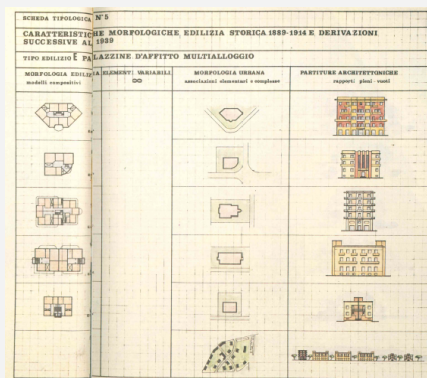 SCHEDA TIPOLOGICA N°5
CARATTERISTICHE MORFOLOGICHE EDILIZIA STORICA 1889-1914 E DERIVAZIONI
SUCCESSIVE AL 1929
TIPO EDILIZIO E PALAZZINE D'AFFITTO MULTIALLOGGIO
MORFOLOGIA EDILIZIA ELEMENTI VARIABILI
modelli compositivi
MORFOLOGIA URBANA
associazioni elementari e complesse
PARTITURE ARCHITETTONICHE
rapporti pieni-vuoti